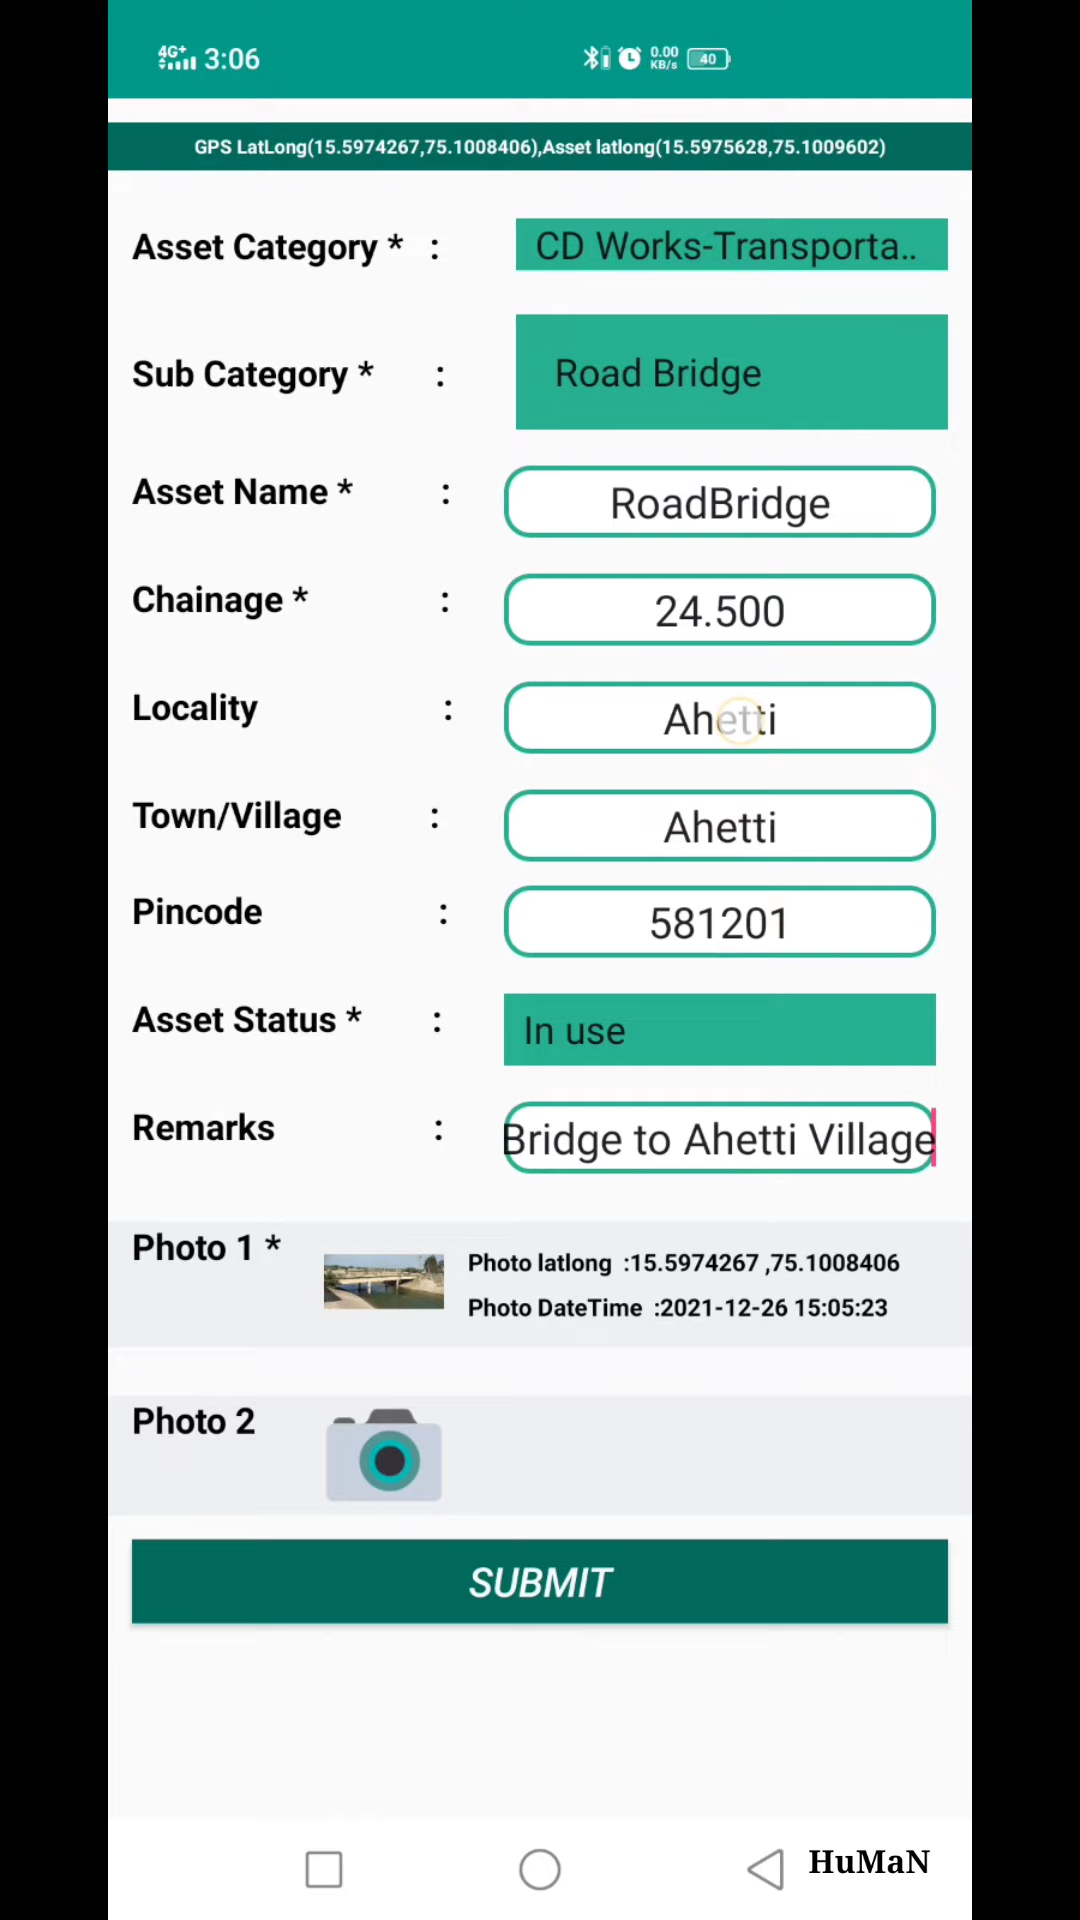 4G+ 3:06 0.00 KB/s 40
GPS LatLong(15.5974267,75.1008406),Asset latlong(15.5975628,75.1009602)
Asset Category * : CD Works-Transporta..
Sub Category * : Road Bridge
Asset Name * : RoadBridge
Chainage * : 24.500
Locality : Ahetti
Town/Village : Ahetti
Pincode : 581201
Asset Status * : In use
Remarks : Bridge to Ahetti Village
Photo 1 *
Photo latlong :15.5974267 ,75.1008406
Photo DateTime :2021-12-26 15:05:23
Photo 2
SUBMIT
HuMaN